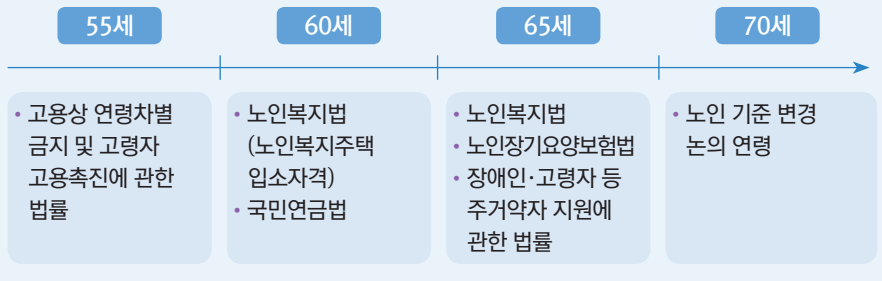 55세
60세
65세
70세
• 고용상 연령차별
금지 및 고령자
고용촉진에 관한
법률
• 노인복지법
(노인복지주택
입소자격)
• 국민연금법
• 노인복지법
• 노인장기요양보험법
• 장애인·고령자 등
주거약자 지원에
관한 법률
• 노인 기준 변경
논의 연령